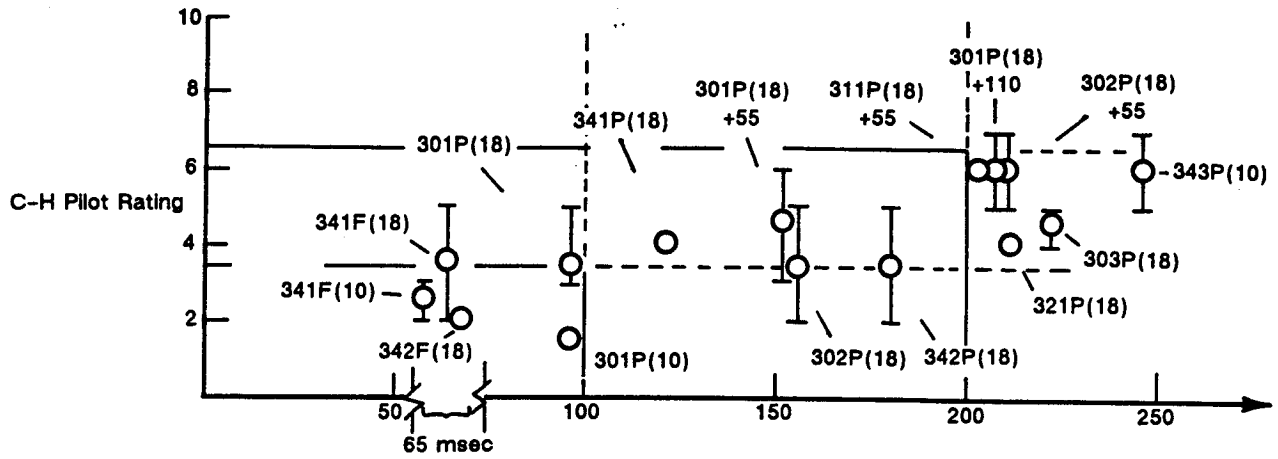 10
8
6
4
2
C-H Pilot Rating
301P(18)
+110
302P(18)
+55
301P(18)
+55
311P(18)
+55
341P(18)
301P(18)
343P(10)
341F(18)
341F(10)
303P(18)
321P(18)
342F(18)
301P(10)
302P(18)
342P(18)
50
100
150
200
250
65 msec